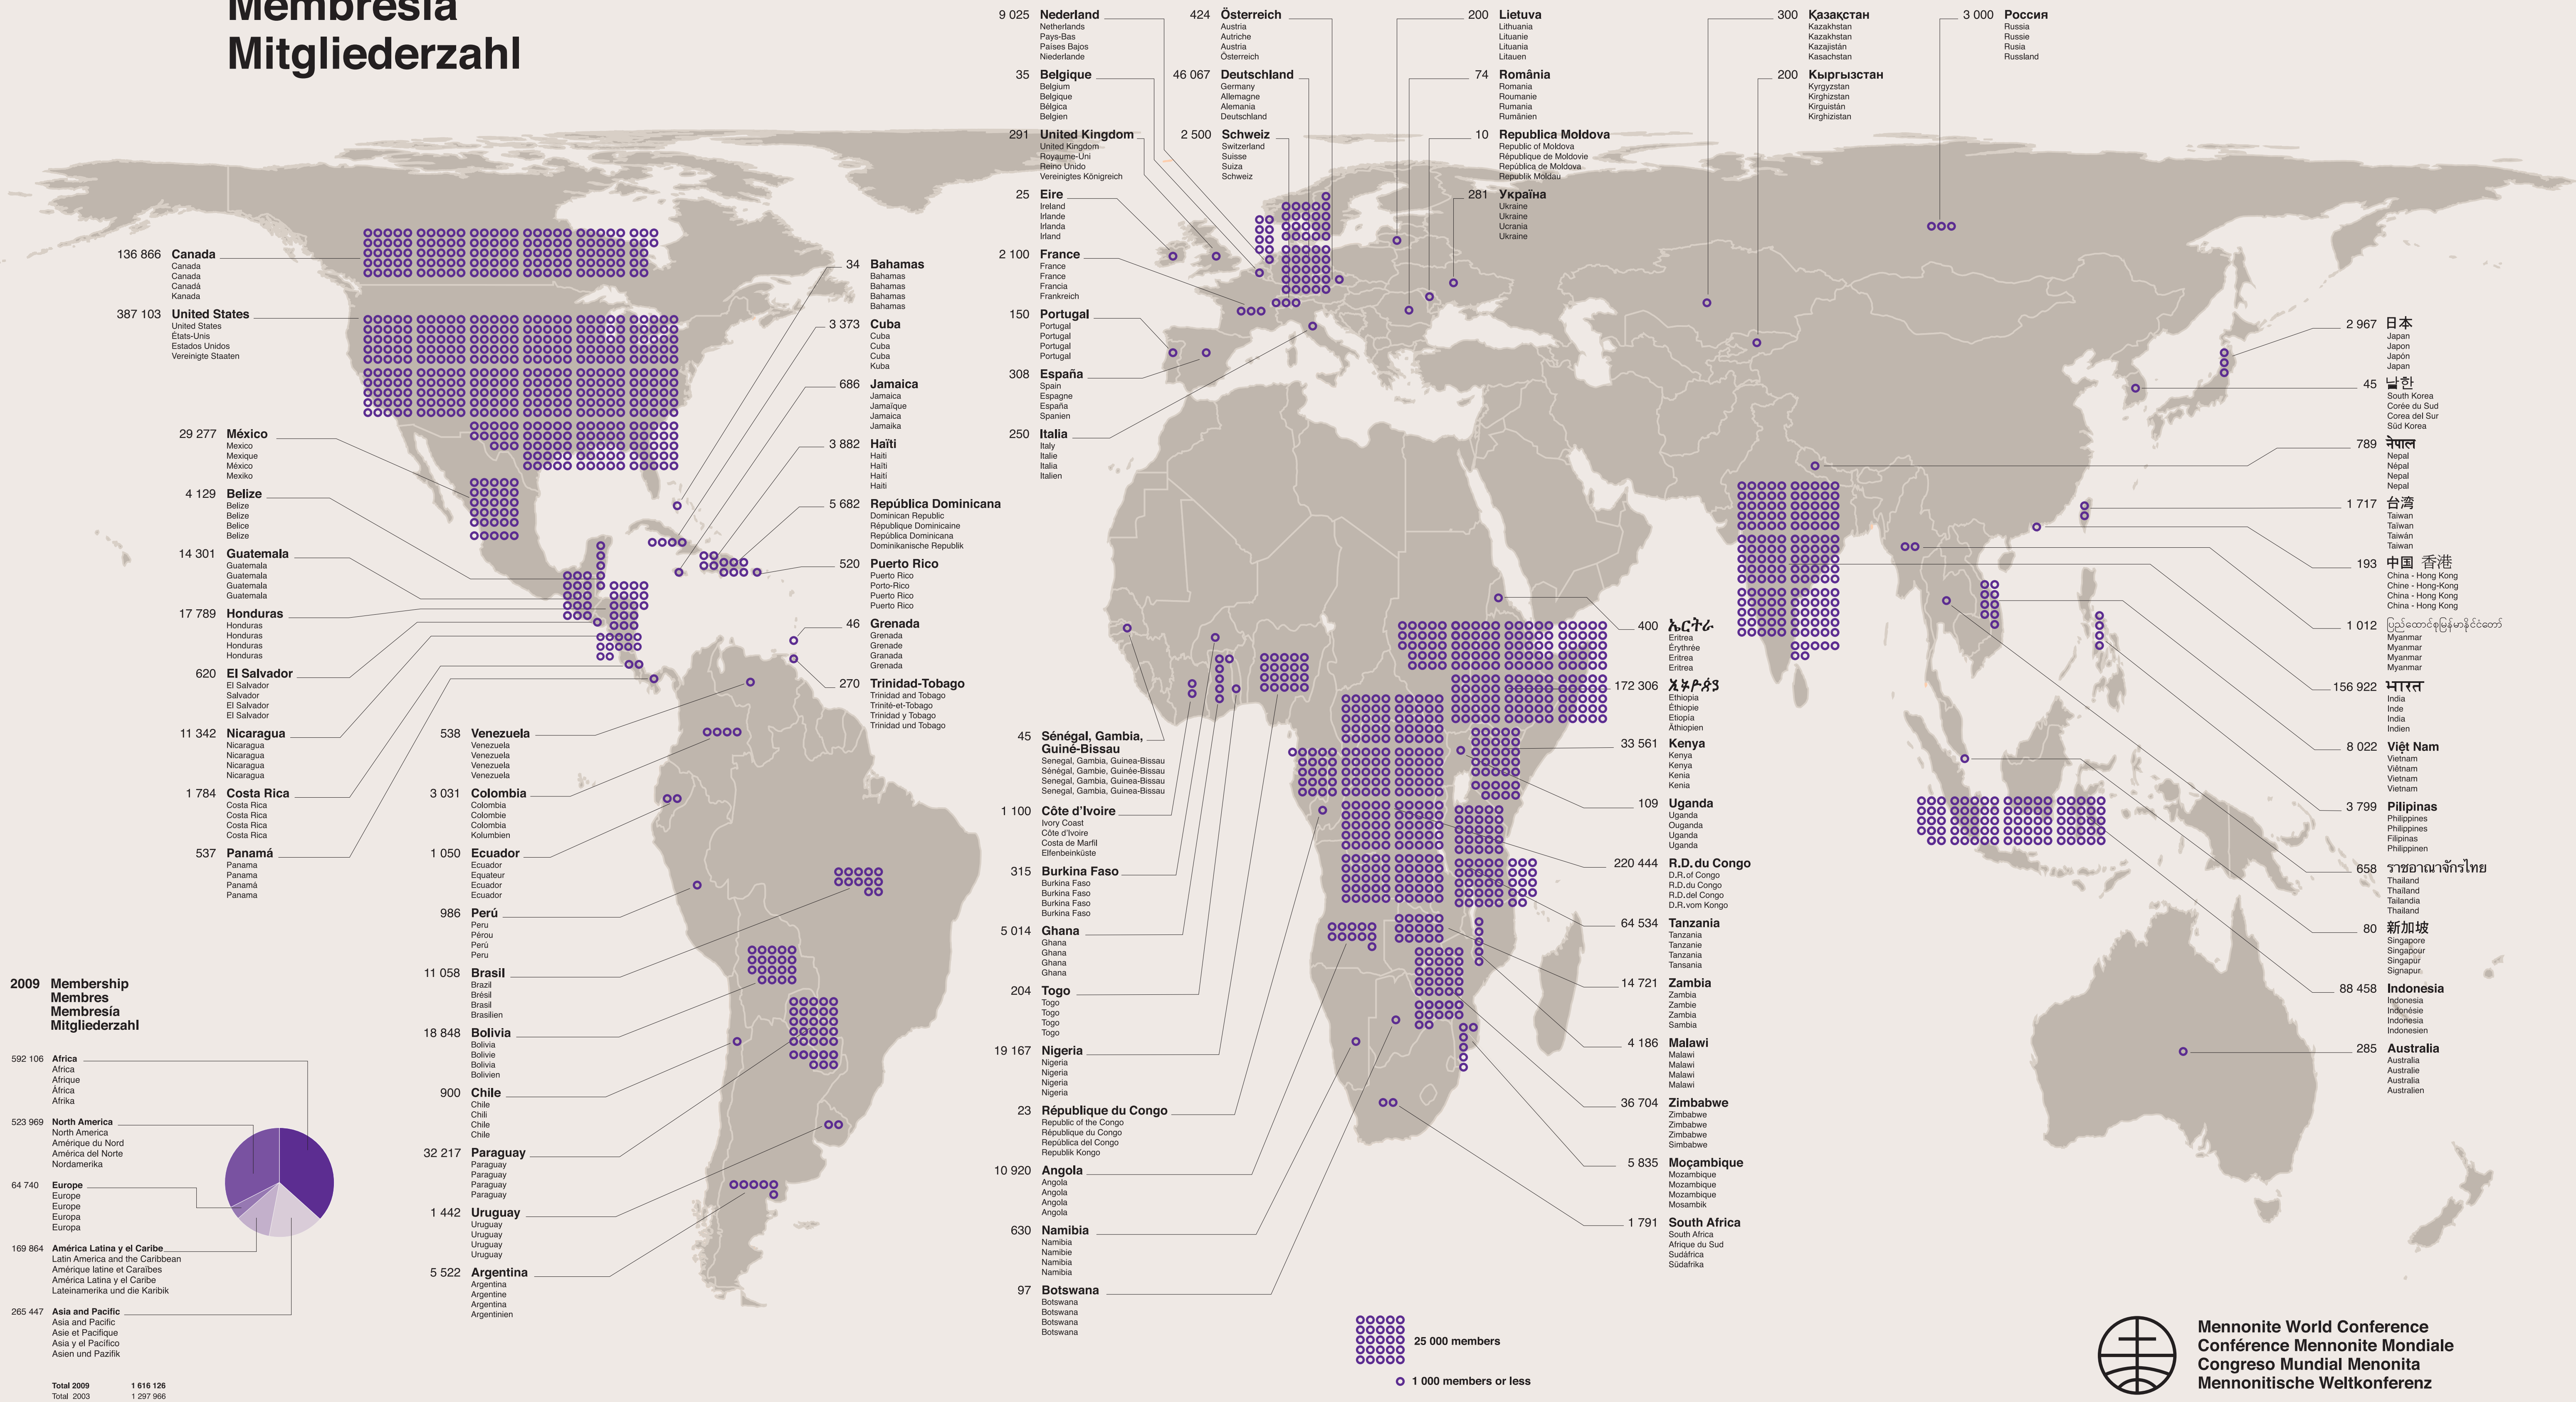 Membresía
Mitgliederzahl
136 866 Canada
Canada
Canada
Canadá
Kanada
387 103 United States
United States
États-Unis
Estados Unidos
Vereinigte Staaten
29 277 México
Mexico
Mexique
México
Mexiko
4 129 Belize
Belize
Belize
Belice
Belize
14 301 Guatemala
Guatemala
Guatemala
Guatemala
Guatemala
17 789 Honduras
Honduras
Honduras
Honduras
Honduras
620 El Salvador
El Salvador
Salvador
El Salvador
El Salvador
11 342 Nicaragua
Nicaragua
Nicaragua
Nicaragua
Nicaragua
1 784 Costa Rica
Costa Rica
Costa Rica
Costa Rica
Costa Rica
537 Panamá
Panama
Panama
Panamá
Panama
34 Bahamas
Bahamas
Bahamas
Bahamas
Bahamas
3 373 Cuba
Cuba
Cuba
Cuba
Kuba
686 Jamaica
Jamaica
Jamaïque
Jamaica
Jamaika
3 882 Haïti
Haiti
Haïti
Haití
Haiti
5 682 República Dominicana
Dominican Republic
République Dominicaine
República Dominicana
Dominikanische Republik
520 Puerto Rico
Puerto Rico
Porto-Rico
Puerto Rico
Puerto Rico
46 Grenada
Grenada
Grenade
Granada
Grenada
270 Trinidad-Tobago
Trinidad and Tobago
Trinité-et-Tobago
Trinidad y Tobago
Trinidad und Tobago
538 Venezuela
Venezuela
Venezuela
Venezuela
Venezuela
3 031 Colombia
Colombia
Colombie
Colombia
Kolumbien
1 050 Ecuador
Ecuador
Equateur
Ecuador
Ecuador
986 Perú
Peru
Pérou
Perú
Peru
11 058 Brasil
Brazil
Brésil
Brasil
Brasilien
18 848 Bolivia
Bolivia
Bolivie
Bolivia
Bolivien
900 Chile
Chile
Chili
Chile
Chile
32 217 Paraguay
Paraguay
Paraguay
Paraguay
Paraguay
1 442 Uruguay
Uruguay
Uruguay
Uruguay
Uruguay
5 522 Argentina
Argentina
Argentine
Argentina
Argentinien
9 025 Nederland
Netherlands
Pays-Bas
Países Bajos
Niederlande
35 Belgique
Belgium
Belgique
Bélgica
Belgien
291 United Kingdom
United Kingdom
Royaume-Uni
Reino Unido
Vereinigtes Königreich
25 Eire
Ireland
Irlande
Irlanda
Irland
2 100 France
France
France
Francia
Frankreich
150 Portugal
Portugal
Portugal
Portugal
Portugal
308 España
Spain
Espagne
España
Spanien
250 Italia
Italy
Italie
Italia
Italien
424 Österreich
Austria
Autriche
Austria
Österreich
46 067 Deutschland
Germany
Allemagne
Alemania
Deutschland
2 500 Schweiz
Switzerland
Suisse
Suiza
Schweiz
200 Lietuva
Lithuania
Lituanie
Lituania
Litauen
74 România
Romania
Roumanie
Rumania
Rumänien
10 Republica Moldova
Republic of Moldova
République de Moldovie
República de Moldova
Republik Moldau
281 Україна
Ukraine
Ukraine
Ucrania
Ukraine
300 Қазақстан
Kazakhstan
Kazakhstan
Kazajistán
Kasachstan
200 Кыргызстан
Kyrgyzstan
Kirghizstan
Kirguistán
Kirghizistan
3 000 Россия
Russia
Russie
Rusia
Russland
45 Sénégal, Gambia,
Guiné-Bissau
Senegal, Gambia, Guinea-Bissau
Sénégal, Gambie, Guinée-Bissau
Senegal, Gambia, Guinea-Bissau
Senegal, Gambia, Guinea-Bissau
1 100 Côte d'Ivoire
Ivory Coast
Côte d'Ivoire
Costa de Marfil
Elfenbeinküste
315 Burkina Faso
Burkina Faso
Burkina Faso
Burkina Faso
Burkina Faso
5 014 Ghana
Ghana
Ghana
Ghana
Ghana
204 Togo
Togo
Togo
Togo
Togo
19 167 Nigeria
Nigeria
Nigeria
Nigeria
Nigeria
23 République du Congo
Republic of the Congo
République du Congo
República del Congo
Republik Kongo
10 920 Angola
Angola
Angola
Angola
Angola
630 Namibia
Namibia
Namibie
Namibia
Namibia
97 Botswana
Botswana
Botswana
Botswana
Botswana
400 ኤርትራ
Eritrea
Érythrée
Eritrea
Eritrea
172 306 ኢትዮጵያ
Ethiopia
Éthiopie
Etiopía
Äthiopien
33 561 Kenya
Kenya
Kenya
Kenia
Kenia
109 Uganda
Uganda
Ouganda
Uganda
Uganda
220 444 R.D. du Congo
D.R. of Congo
R.D. du Congo
R.D. del Congo
D.R. vom Kongo
64 534 Tanzania
Tanzania
Tanzanie
Tanzania
Tansania
14 721 Zambia
Zambia
Zambie
Zambia
Sambia
4 186 Malawi
Malawi
Malawi
Malawi
Malawi
36 704 Zimbabwe
Zimbabwe
Zimbabwe
Zimbabwe
Simbabwe
5 835 Moçambique
Mozambique
Mozambique
Mozambique
Mosambik
1 791 South Africa
South Africa
Afrique du Sud
Sudáfrica
Südafrika
2 967 日本
Japan
Japon
Japón
Japan
45 남한
South Korea
Corée du Sud
Corea del Sur
Süd Korea
789 नेपाल
Nepal
Népal
Nepal
Nepal
1 717 台湾
Taiwan
Taïwan
Taiwán
Taiwan
193 中国 香港
China - Hong Kong
Chine - Hong-Kong
China - Hong Kong
China - Hong Kong
1 012
Myanmar
Myanmar
Myanmar
Myanmar
156 922 भारत
India
Inde
India
Indien
8 022 Việt Nam
Vietnam
Viêtnam
Vietnam
Vietnam
3 799 Pilipinas
Philippines
Philippines
Filipinas
Philippinen
658 ราชอาณาจักรไทย
Thailand
Thaïland
Tailandia
Thailand
80 新加坡
Singapore
Singapour
Singapur
Signapur
88 458 Indonesia
Indonesia
Indonésie
Indonesia
Indonesien
285 Australia
Australia
Australie
Australia
Australien
2009 Membership
Membres
Membresía
Mitgliederzahl
592 106 Africa
Africa
Afrique
África
Afrika
523 969 North America
North America
Amérique du Nord
América del Norte
Nordamerika
64 740 Europe
Europe
Europe
Europa
Europa
169 864 América Latina y el Caribe
Latin America and the Caribbean
Amérique latine et Caraïbes
América Latina y el Caribe
Lateinamerika und die Karibik
265 447 Asia and Pacific
Asia and Pacific
Asie et Pacifique
Asia y el Pacífico
Asien und Pazifik
Total 2009 1 616 126
Total 2003 1 297 966
25 000 members
1 000 members or less
Mennonite World Conference
Conférence Mennonite Mondiale
Congreso Mundial Menonita
Mennonitische Weltkonferenz